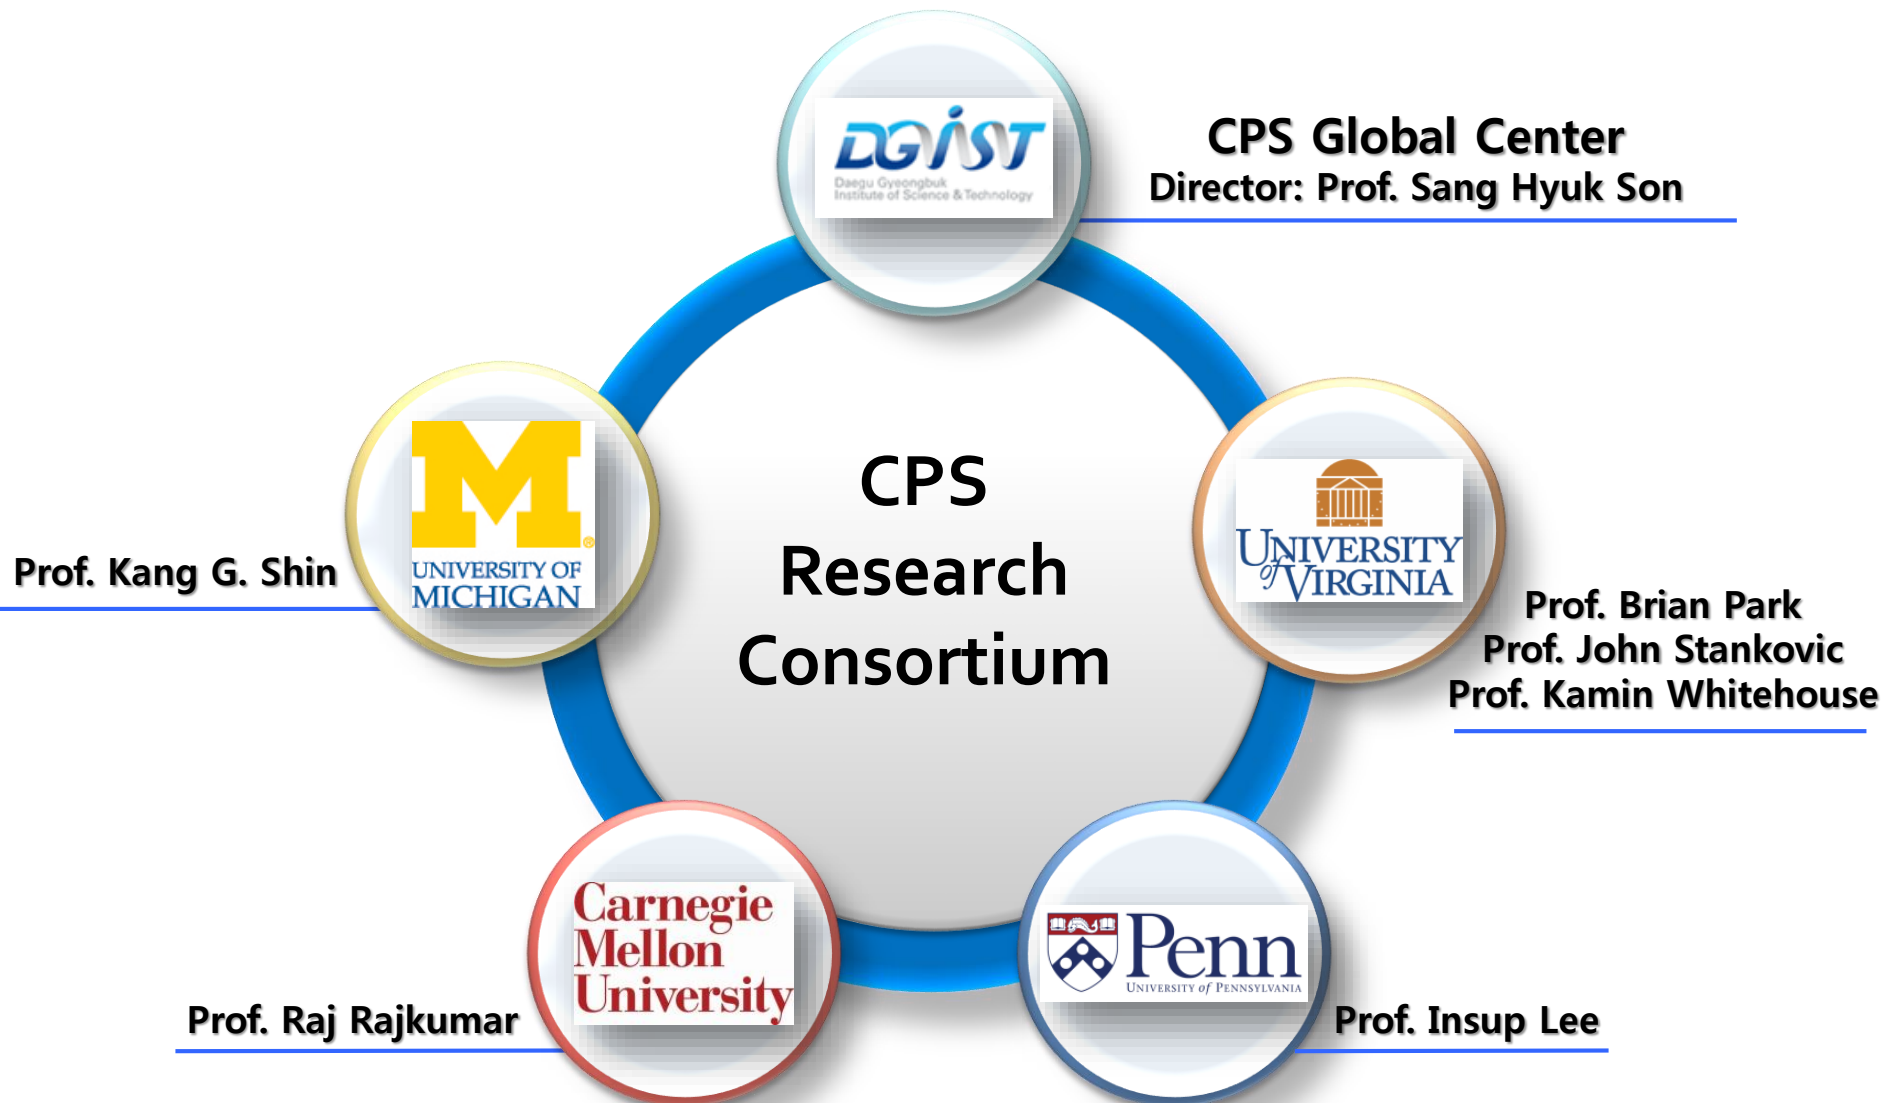 DGIST
Daegu Gyeongbuk
Institute of Science & Technology
CPS Global Center
Director: Prof. Sang Hyuk Son
M®
UNIVERSITY OF
MICHIGAN
Prof. Kang G. Shin
CPS
Research
Consortium
UNIVERSITY
of VIRGINIA
Prof. Brian Park
Prof. John Stankovic
Prof. Kamin Whitehouse
Carnegie
Mellon
University
Prof. Raj Rajkumar
Penn
UNIVERSITY of PENNSYLVANIA
Prof. Insup Lee